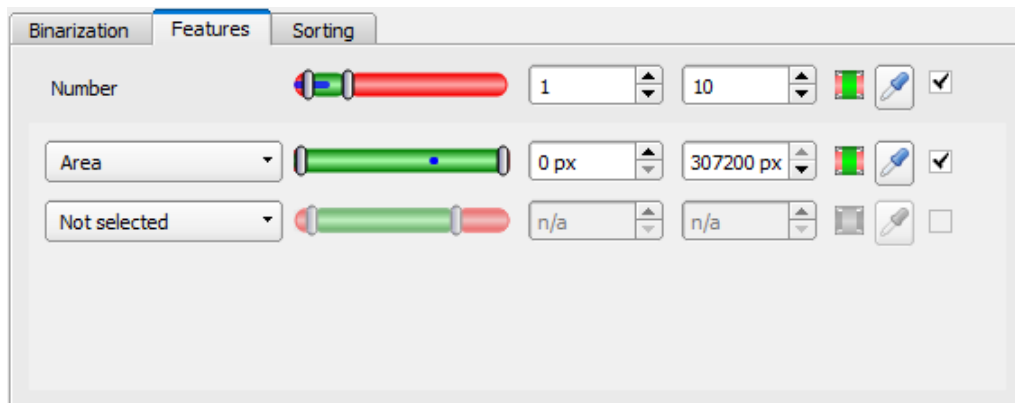 Binarization Features Sorting
Number 1 10
Area 0 px 307200 px
Not selected n/a n/a